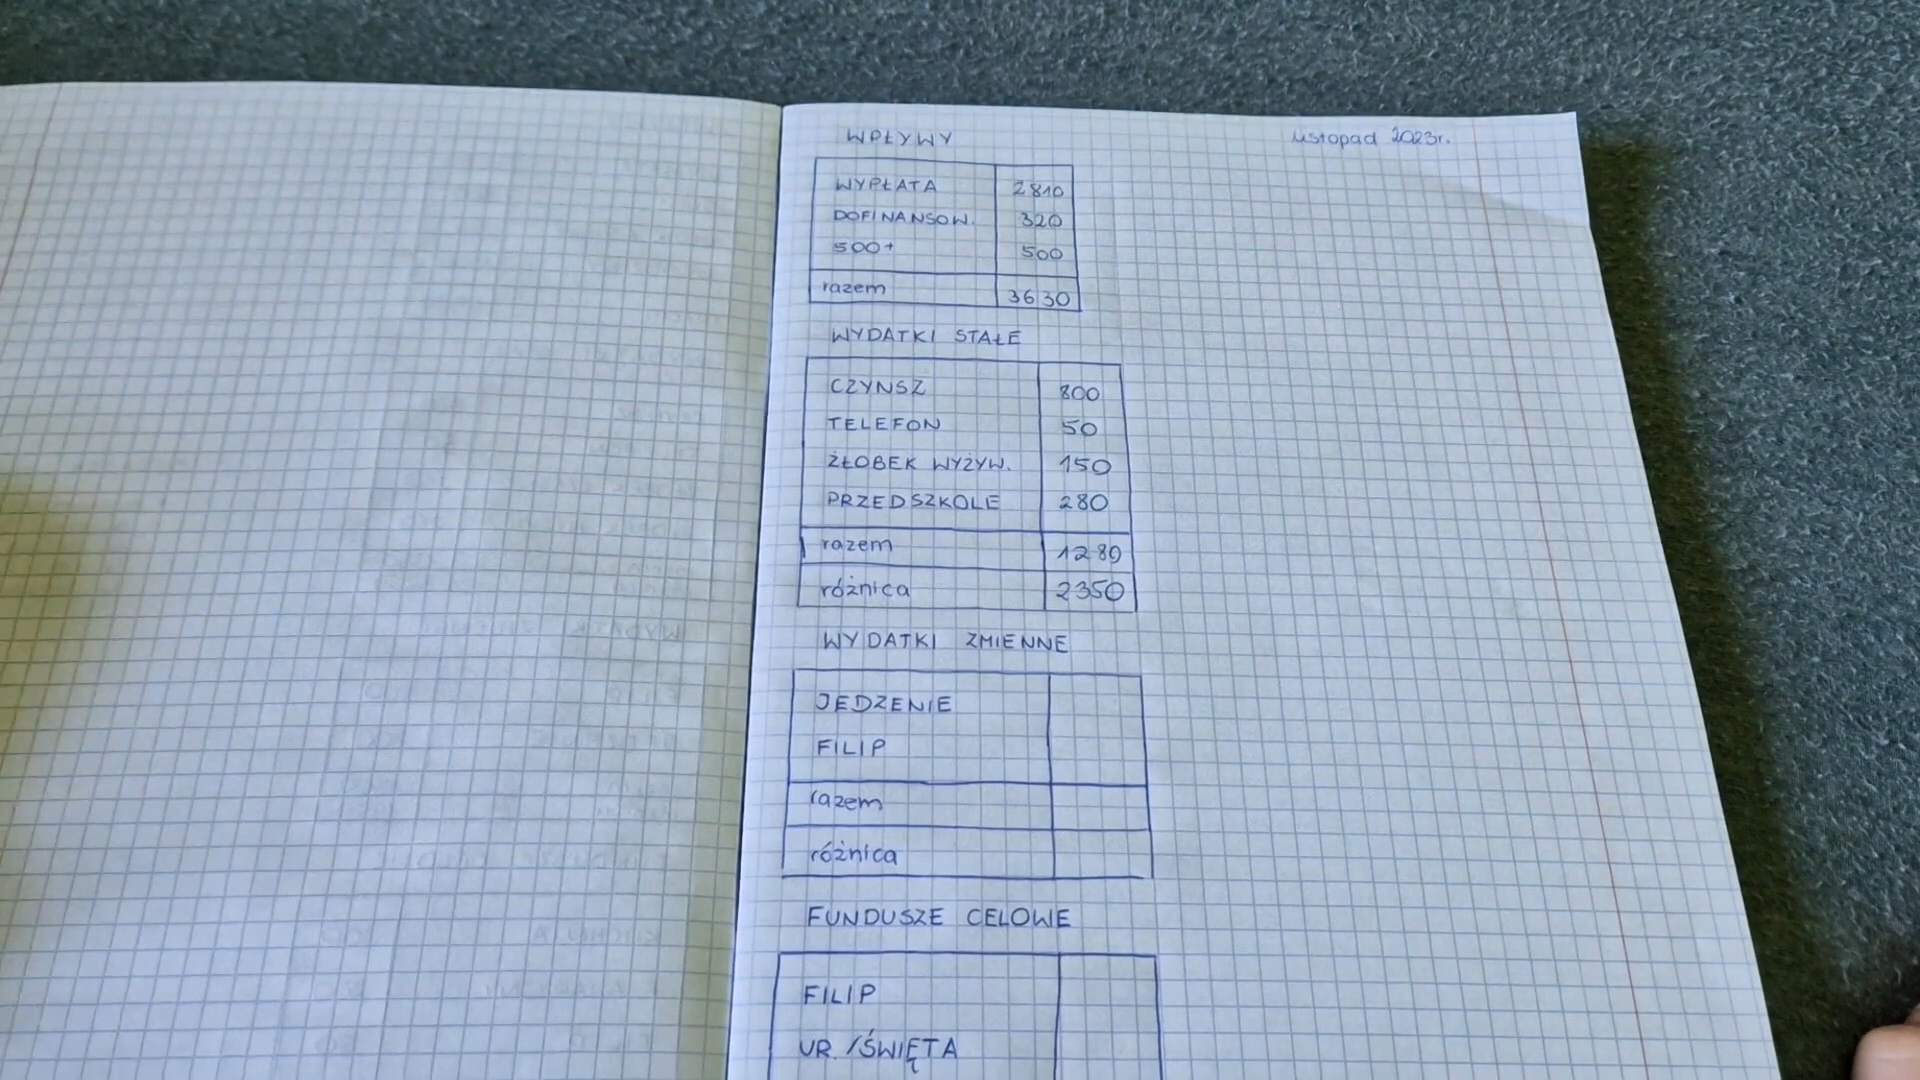 WPŁYWY
listopad 2023r.
WYPŁATA 2810
DOFINANSOW. 320
500+ 500
razem 3630
WYDATKI STAŁE
CZYNSZ 800
TELEFON 50
ŻŁOBEK WYŻYW. 150
PRZEDSZKOLE 280
razem 1280
różnica 2350
WYDATKI ZMIENNE
JEDZENIE
FILIP
razem
różnica
FUNDUSZE CELOWE
FILIP
UR./ŚWIĘTA